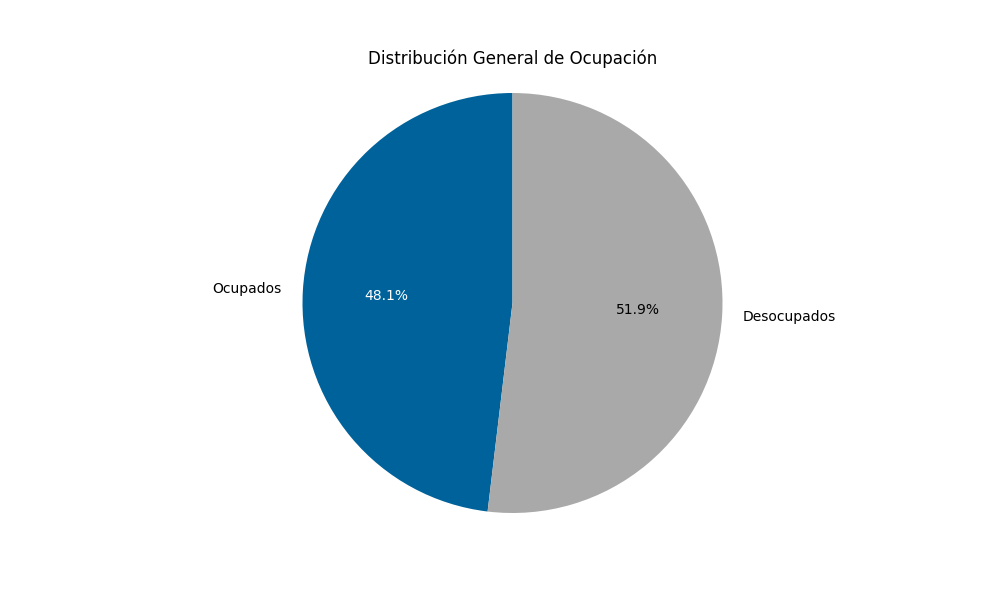 Distribución General de Ocupación
Ocupados
48.1%
51.9%
Desocupados